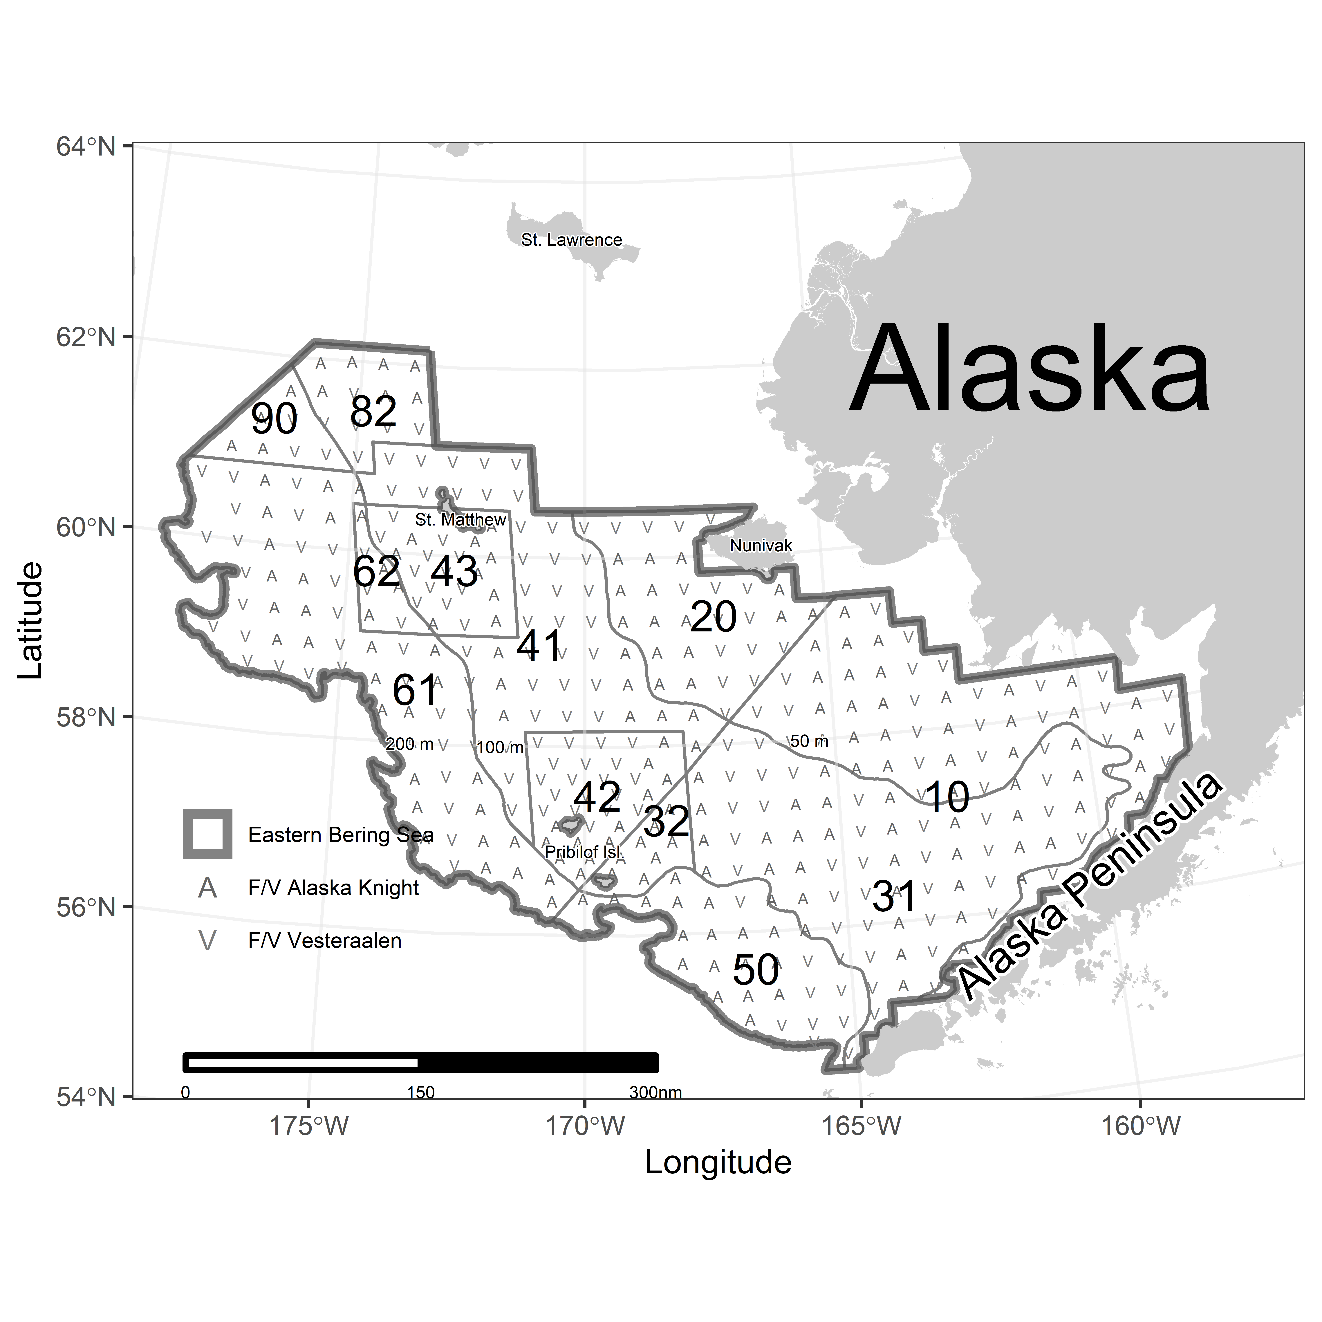 64°N
62°N
60°N
58°N
56°N
54°N
Latitude
St. Lawrence
Alaska
90
82
St. Matthew
Nunivak
62
43
20
41
61
200 m
100 m
50 m
42
32
10
Pribilof Isl.
31
50
Alaska Peninsula
Eastern Bering Sea
A F/V Alaska Knight
V F/V Vesteraalen
0 150 300nm
175°W 170°W 165°W 160°W
Longitude